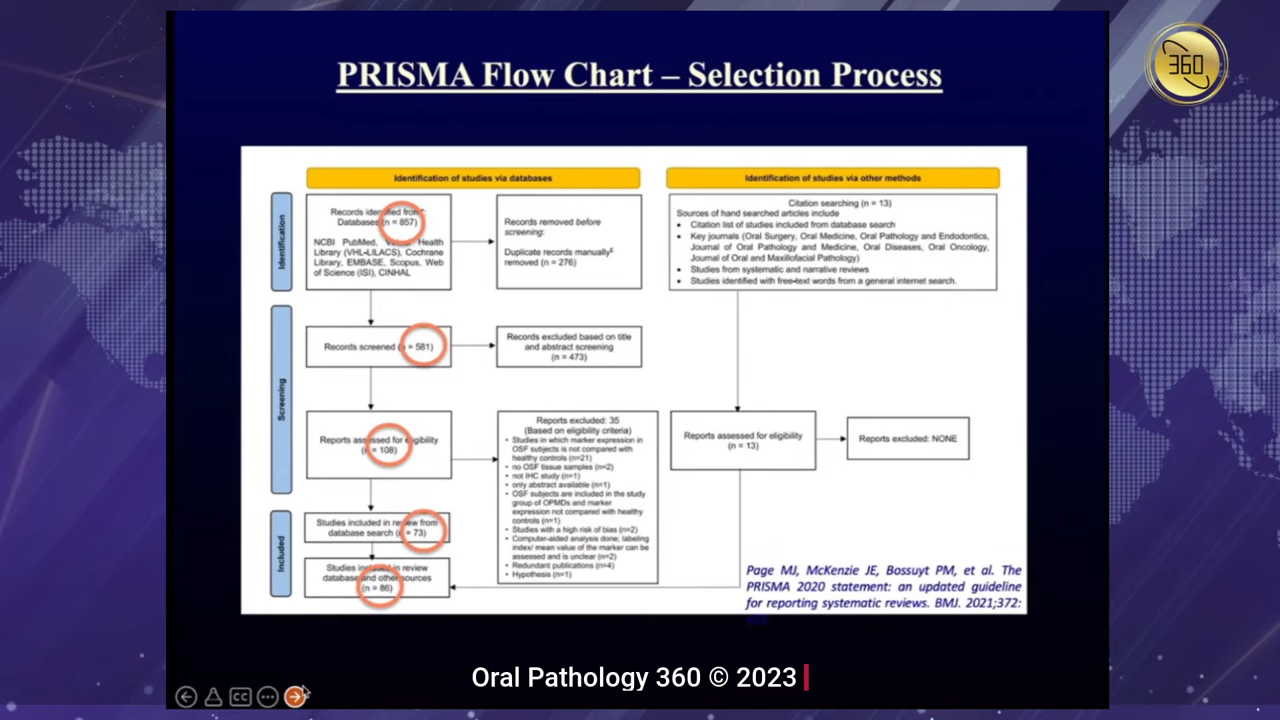 PRISMA Flow Chart – Selection Process
360
Identification of studies via databases
Identification of studies via other methods
Identification
Records identified from*:
Databases (n = 857)
NCBI PubMed, Virtual Health
Library (VHL-LILACS), Cochrane
Library, EMBASE, Scopus, Web
of Science (ISI), CINHAL
Records removed before
screening:
Duplicate records manually&
removed (n = 276)
Citation searching (n = 13)
Sources of hand searched articles include
• Citation list of studies included from database search
• Key journals (Oral Surgery, Oral Medicine, Oral Pathology and Endodontics,
Journal of Oral Pathology and Medicine, Oral Diseases, Oral Oncology,
Journal of Oral and Maxillofacial Pathology)
• Studies from systematic and narrative reviews
• Studies identified with free-text words from a general internet search.
Screening
Records screened (n = 581)
Records excluded based on title
and abstract screening
(n = 473)
Reports assessed for eligibility
(n = 108)
Reports excluded: 35
(Based on eligibility criteria)
• Studies in which marker expression in
OSF subjects is not compared with
healthy controls (n=21)
• no OSF tissue samples (n=2)
• not IHC study (n=1)
• only abstract available (n=1)
• OSF subjects are included in the study
group of OPMDs and marker
expression not compared with healthy
controls (n=1)
• Studies with a high risk of bias (n=2)
• Computer-aided analysis done; labeling
index/ mean value of the marker can be
assessed and is unclear (n=2)
• Redundant publications (n=4)
• Hypothesis (n=1)
Reports assessed for eligibility
(n = 13)
Reports excluded: NONE
Included
Studies included in review from
database search (n = 73)
Studies included in review
database and other sources
(n = 86)
Page MJ, McKenzie JE, Bossuyt PM, et al. The
PRISMA 2020 statement: an updated guideline
for reporting systematic reviews. BMJ. 2021;372:
Oral Pathology 360 © 2023
CC